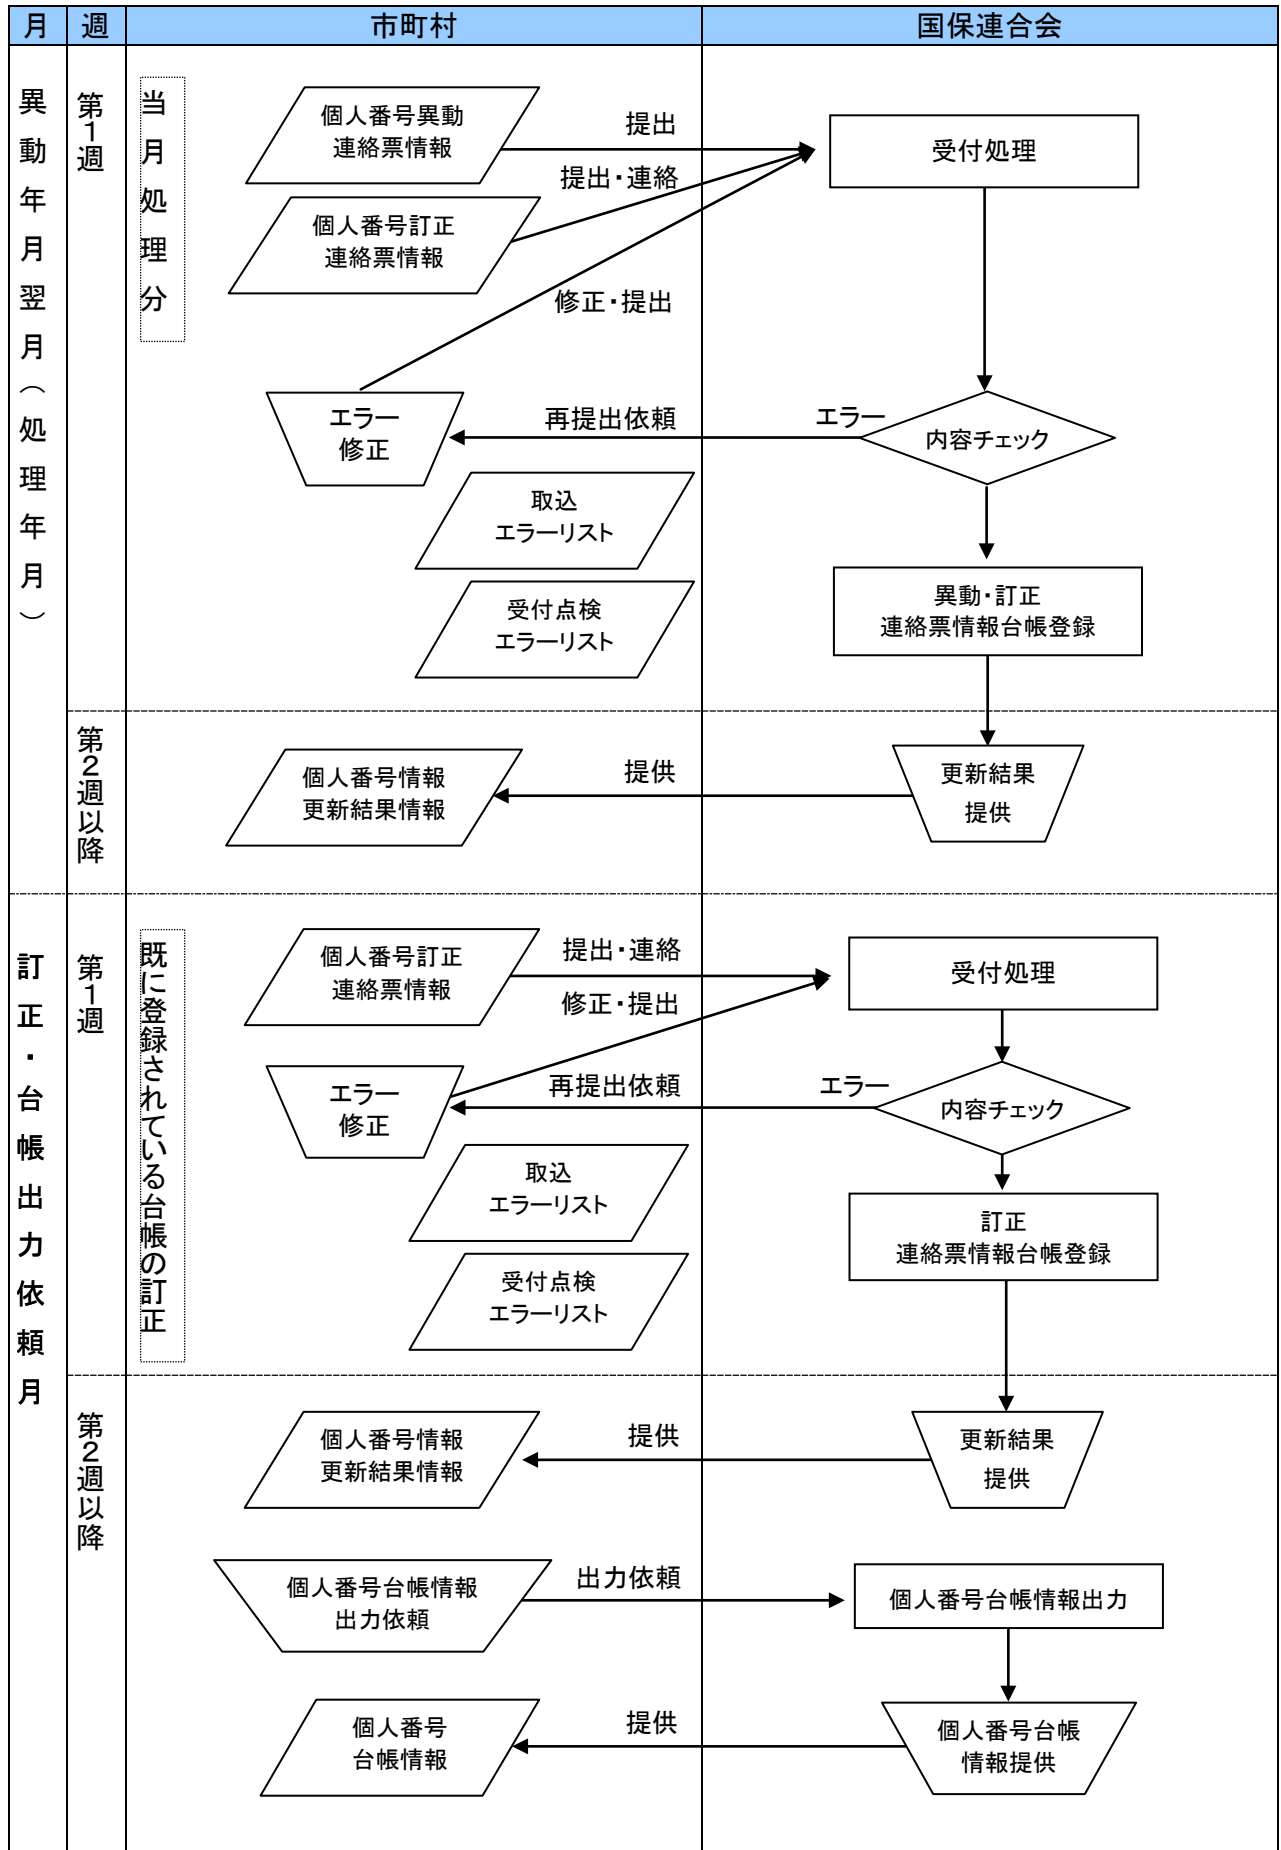 月
週
市町村
国保連合会
異動年月翌月（処理年月）
第1週
当月処理分
個人番号異動
連絡票情報
提出
受付処理
提出・連絡
個人番号訂正
連絡票情報
修正・提出
エラー
修正
再提出依頼
エラー
内容チェック
取込
エラーリスト
受付点検
エラーリスト
異動・訂正
連絡票情報台帳登録
第2週以降
個人番号情報
更新結果情報
提供
更新結果
提供
訂正・台帳出力依頼月
第1週
既に登録されている台帳の訂正
個人番号訂正
連絡票情報
提出・連絡
受付処理
修正・提出
エラー
修正
再提出依頼
エラー
内容チェック
取込
エラーリスト
訂正
連絡票情報台帳登録
受付点検
エラーリスト
第2週以降
個人番号情報
更新結果情報
提供
更新結果
提供
個人番号台帳情報
出力依頼
出力依頼
個人番号台帳情報出力
個人番号
台帳情報
提供
個人番号台帳
情報提供